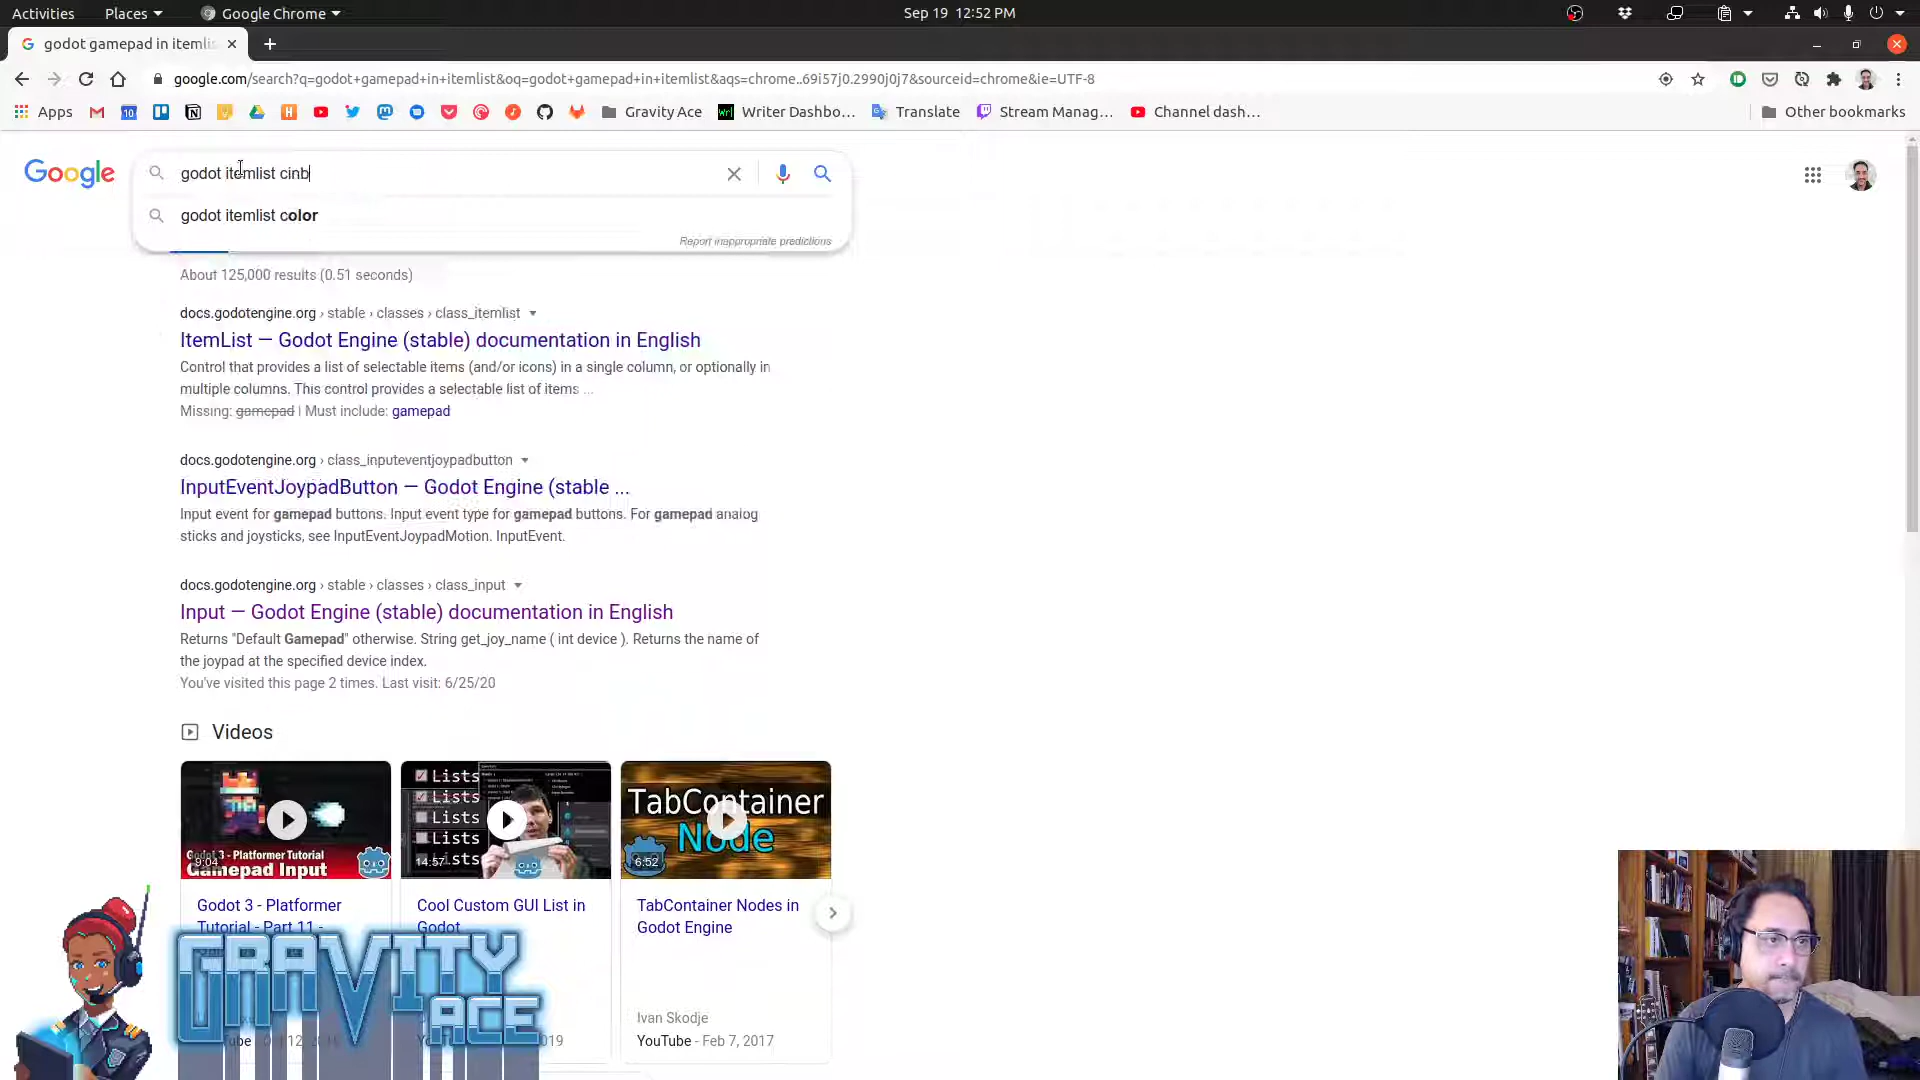 Activities Places Google Chrome Sep 19 12:52 PM
godot gamepad in itemlis
google.com/search?q=godot+gamepad+in+itemlist&oq=godot+gamepad+in+itemlist&aqs=chrome..69i57j0.2990j0j7&sourceid=chrome&ie=UTF-8
Apps Gravity Ace Writer Dashbo... Translate Stream Manag... Channel dash... Other bookmarks
Google godot itemlist cinb
godot itemlist color
Report inappropriate predictions
About 125,000 results (0.51 seconds)
docs.godotengine.org › stable › classes › class_itemlist
ItemList — Godot Engine (stable) documentation in English
Control that provides a list of selectable items (and/or icons) in a single column, or optionally in
multiple columns. This control provides a selectable list of items ...
Missing: gamepad | Must include: gamepad
docs.godotengine.org › class_inputeventjoypadbutton
InputEventJoypadButton — Godot Engine (stable ...
Input event for gamepad buttons. Input event type for gamepad buttons. For gamepad analog
sticks and joysticks, see InputEventJoypadMotion. InputEvent.
docs.godotengine.org › stable › classes › class_input
Input — Godot Engine (stable) documentation in English
Returns "Default Gamepad" otherwise. String get_joy_name ( int device ). Returns the name of
the joypad at the specified device index.
You've visited this page 2 times. Last visit: 6/25/20
Videos
Godot 3 - Platformer Tutorial
9:04
Gamepad Input
Lists
Lists
Lists
Lists
Lists
14:57
TabContainer
Node
6:52
Godot 3 - Platformer
Tutorial - Part 11 -
Cool Custom GUI List in
Godot
TabContainer Nodes in
Godot Engine
Ivan Skodje
YouTube - Feb 7, 2017
GRAVITY
ACE